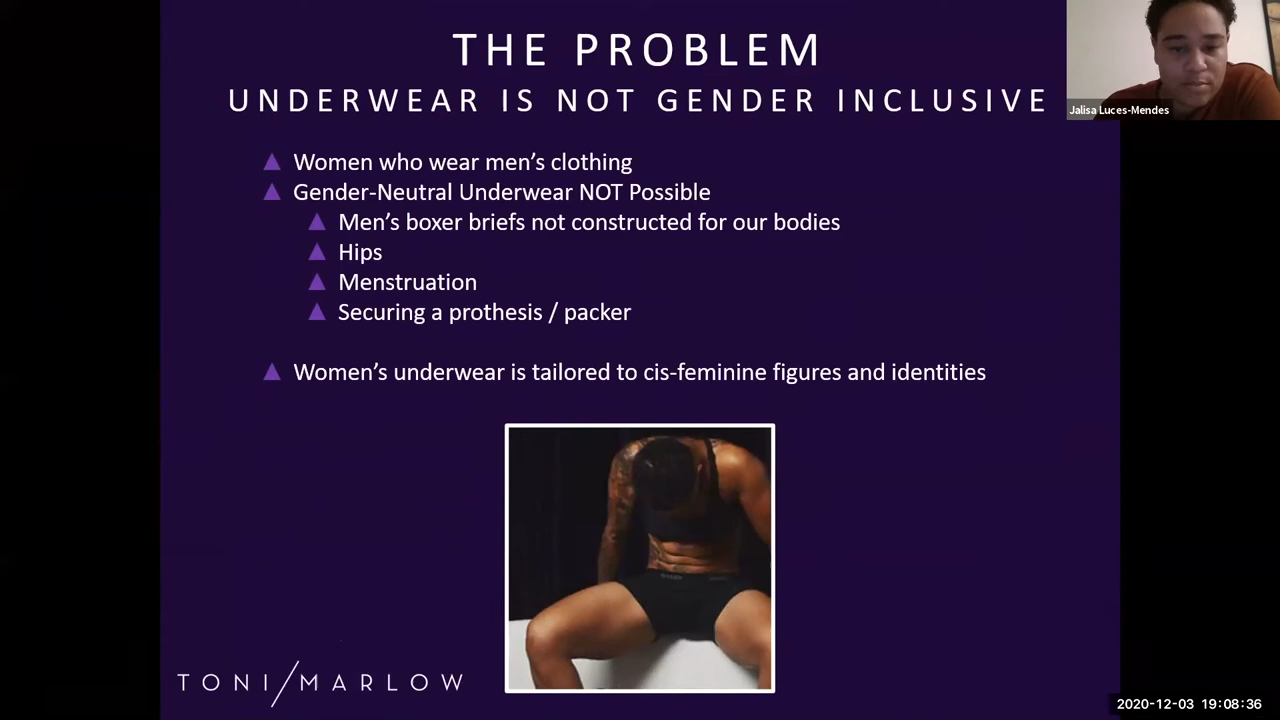 THE PROBLEM
UNDERWEAR IS NOT GENDER INCLUSIVE
Jalisa Luces-Mendes
Women who wear men’s clothing
Gender-Neutral Underwear NOT Possible
Men’s boxer briefs not constructed for our bodies
Hips
Menstruation
Securing a prothesis / packer
Women’s underwear is tailored to cis-feminine figures and identities
TONI/MARLOW
2020-12-03 19:08:36